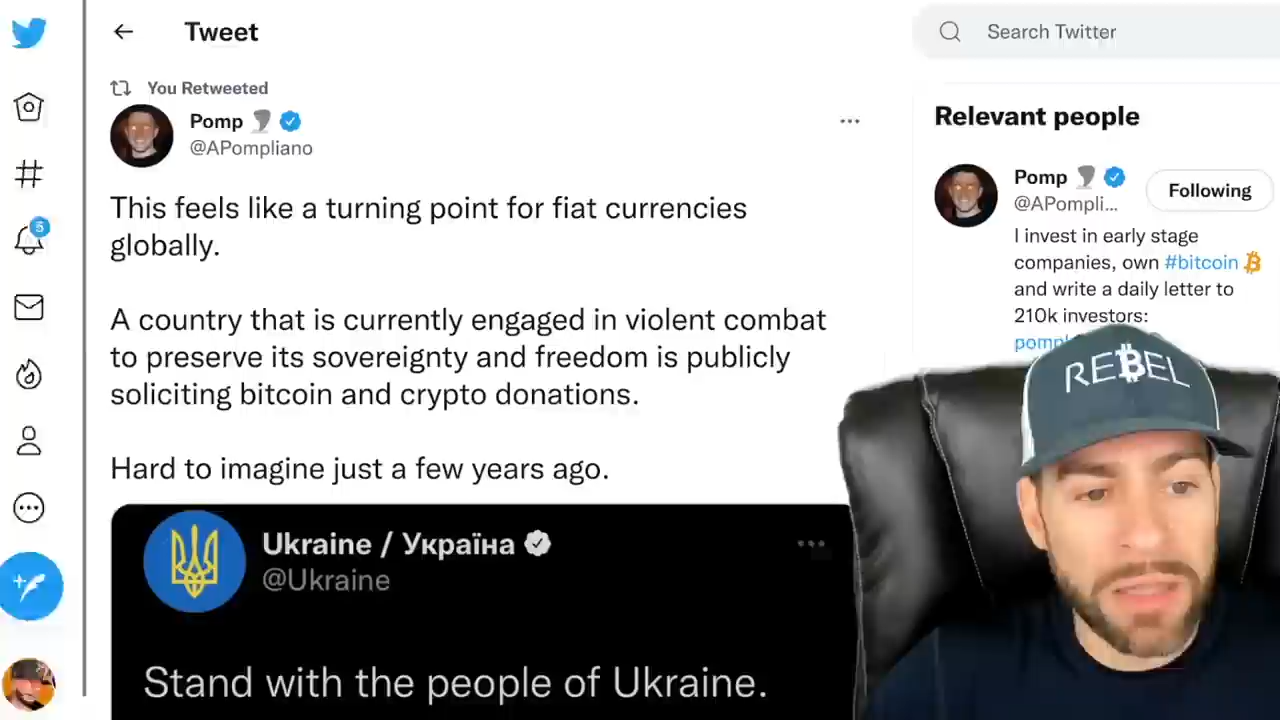 Tweet
Search Twitter
You Retweeted
Pomp
@APompliano
This feels like a turning point for fiat currencies
globally.
A country that is currently engaged in violent combat
to preserve its sovereignty and freedom is publicly
soliciting bitcoin and crypto donations.
Hard to imagine just a few years ago.
Ukraine / Україна
@Ukraine
Stand with the people of Ukraine.
5
Relevant people
Pomp
@APompli...
Following
I invest in early stage
companies, own #bitcoin
and write a daily letter to
210k investors:
REBEL